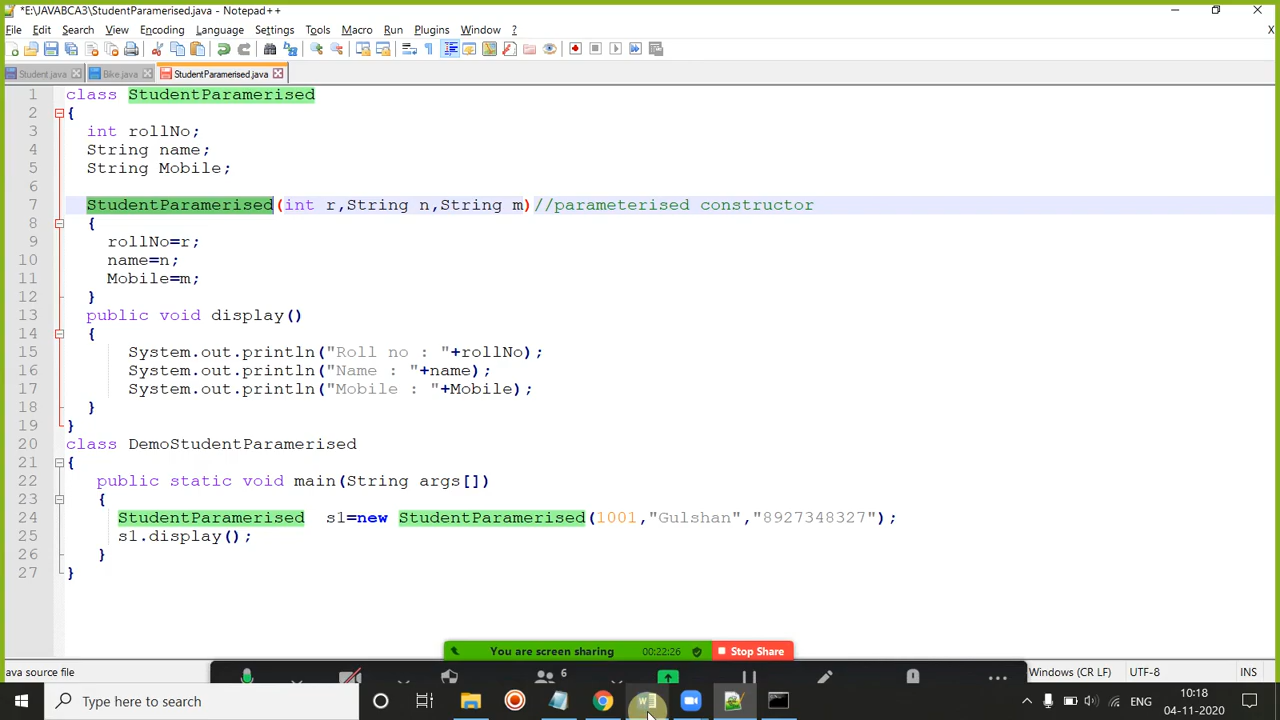 *E:\JAVABCA3\StudentParamerised.java - Notepad++
File Edit Search View Encoding Language Settings Tools Macro Run Plugins Window ? X
Student.java Bike.java StudentParamerised.java
1 class StudentParamerised
2 {
3 int rollNo;
4 String name;
5 String Mobile;
6
7 StudentParamerised(int r,String n,String m)//parameterised constructor
8 {
9 rollNo=r;
10 name=n;
11 Mobile=m;
12 }
13 public void display()
14 {
15 System.out.println("Roll no : "+rollNo);
16 System.out.println("Name : "+name);
17 System.out.println("Mobile : "+Mobile);
18 }
19 }
20 class DemoStudentParamerised
21 {
22 public static void main(String args[])
23 {
24 StudentParamerised s1=new StudentParamerised(1001,"Gulshan","8927348327");
25 s1.display();
26 }
27 }
You are screen sharing 00:22:26 Stop Share
ava source file 6 Windows (CR LF) UTF-8 INS
Type here to search ENG 10:18
04-11-2020